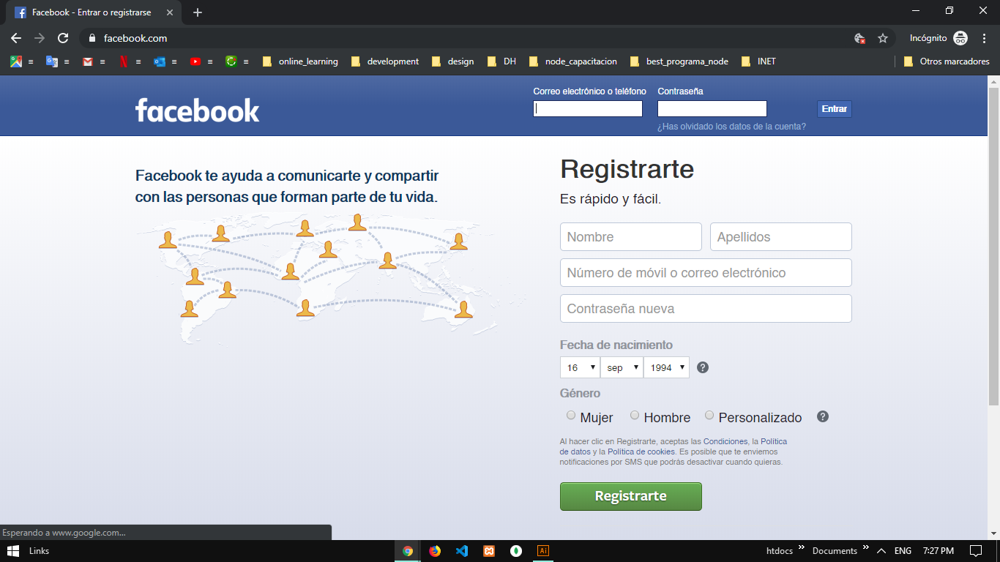 Facebook - Entrar o registrarse
facebook.com
Incógnito
online_learning development design DH node_capacitacion best_programa_node INET Otros marcadores
facebook
Correo electrónico o teléfono Contraseña
Entrar
¿Has olvidado los datos de la cuenta?
Facebook te ayuda a comunicarte y compartir
con las personas que forman parte de tu vida.
Registrarte
Es rápido y fácil.
Nombre Apellidos
Número de móvil o correo electrónico
Contraseña nueva
Fecha de nacimiento
16 sep 1994
Género
Mujer Hombre Personalizado
Al hacer clic en Registrarte, aceptas las Condiciones, la Política
de datos y la Política de cookies. Es posible que te enviemos
notificaciones por SMS que podrás desactivar cuando quieras.
Registrarte
Esperando a www.google.com...
Links Ai htdocs Documents ENG 7:27 PM